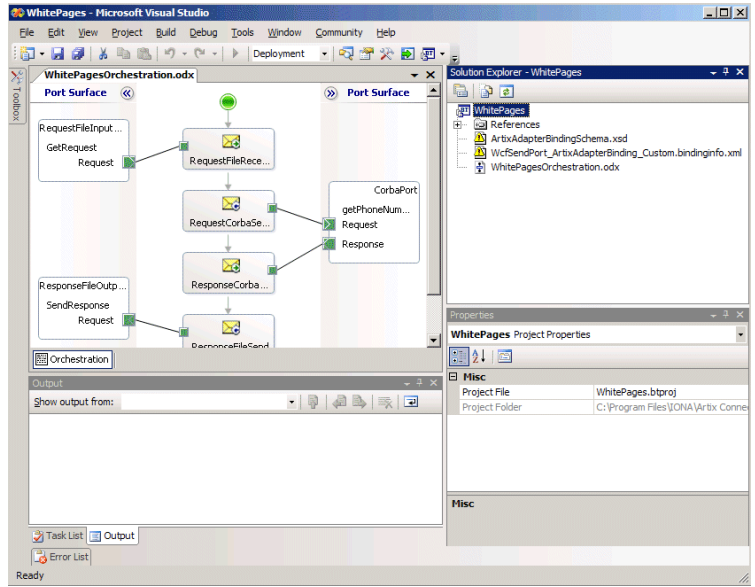 WhitePages - Microsoft Visual Studio
File Edit View Project Build Debug Tools Window Community Help
Deployment
Toolbox
WhitePagesOrchestration.odx
Port Surface
Port Surface
RequestFileInput...
GetRequest
Request
RequestFileRece...
RequestCorbaSe...
CorbaPort
getPhoneNum...
Request
Response
ResponseCorba...
ResponseFileOutp...
SendResponse
Request
ResponseFileSend
Orchestration
Output
Show output from:
Task List Output
Error List
Ready
Solution Explorer - WhitePages
WhitePages
References
ArtixAdapterBindingSchema.xsd
WcfSendPort_ArtixAdapterBinding_Custom.bindinginfo.xml
WhitePagesOrchestration.odx
Properties
WhitePages Project Properties
Misc
Project File WhitePages.btproj
Project Folder C:\Program Files\IONA\Artix Conne
Misc